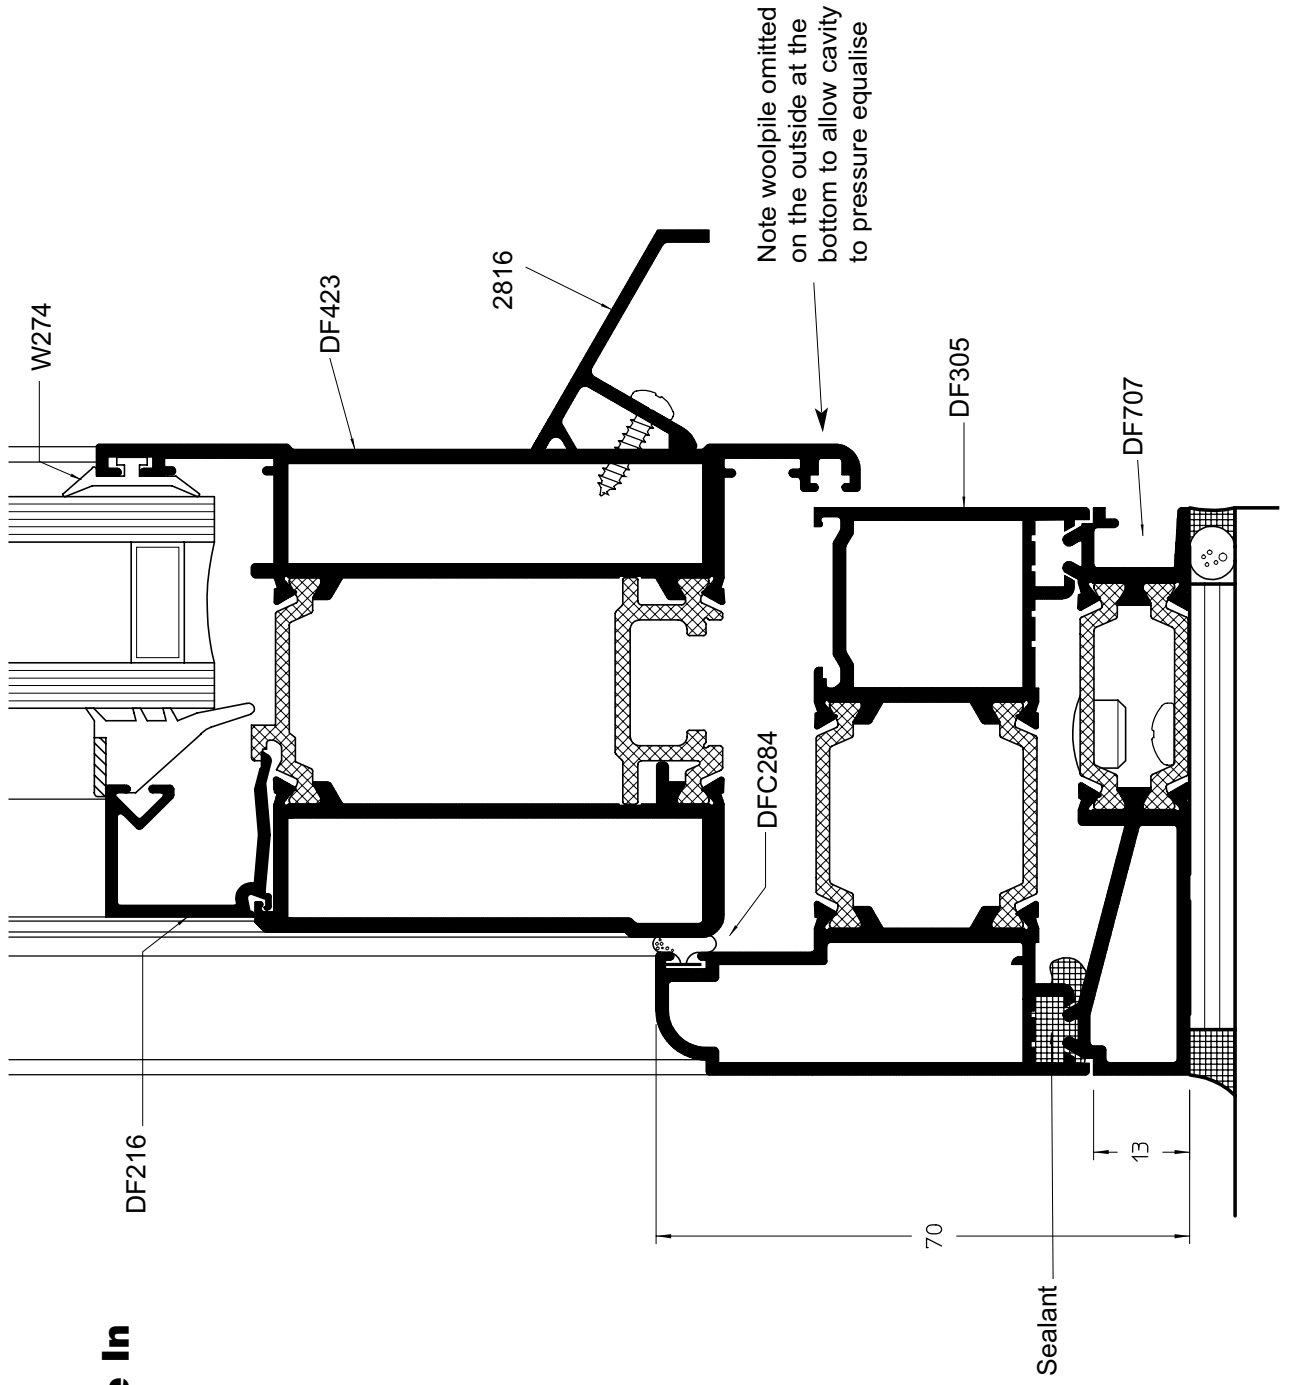 W274
DF423
2816
Note woolpile omitted
on the outside at the
bottom to allow cavity
to pressure equalise
DF305
DF707
DFC284
DF216
13
70
Sealant
e In